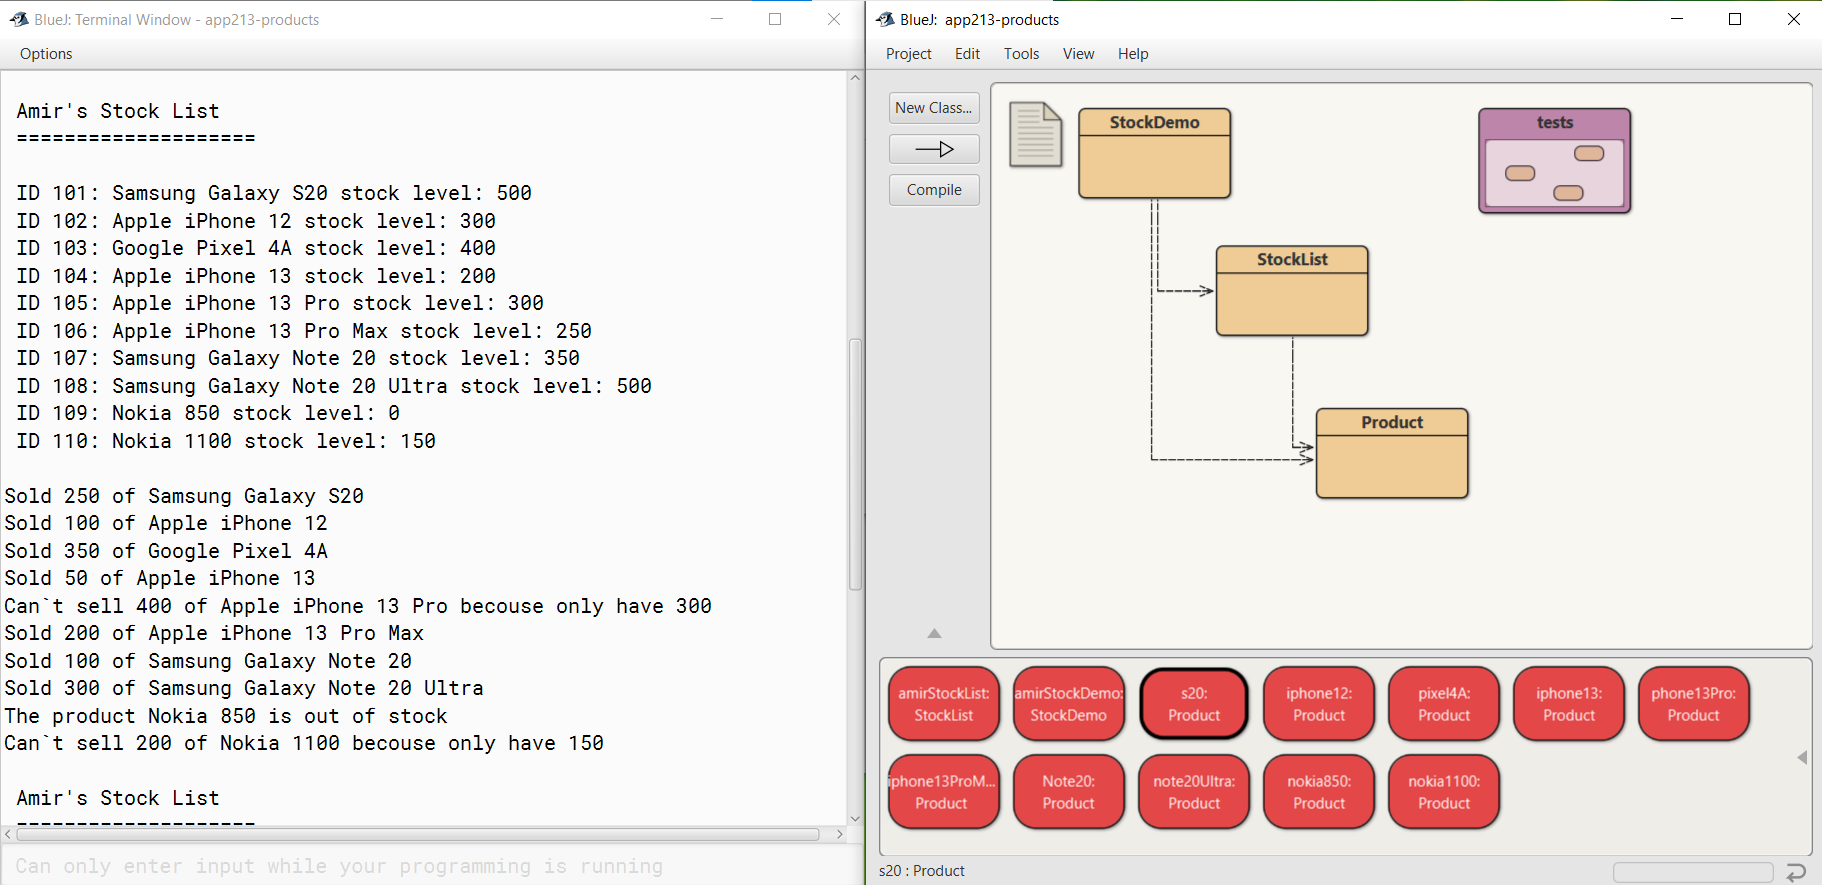 BlueJ: Terminal Window - app213-products
Options
Amir's Stock List
====================
ID 101: Samsung Galaxy S20 stock level: 500
ID 102: Apple iPhone 12 stock level: 300
ID 103: Google Pixel 4A stock level: 400
ID 104: Apple iPhone 13 stock level: 200
ID 105: Apple iPhone 13 Pro stock level: 300
ID 106: Apple iPhone 13 Pro Max stock level: 250
ID 107: Samsung Galaxy Note 20 stock level: 350
ID 108: Samsung Galaxy Note 20 Ultra stock level: 500
ID 109: Nokia 850 stock level: 0
ID 110: Nokia 1100 stock level: 150
Sold 250 of Samsung Galaxy S20
Sold 100 of Apple iPhone 12
Sold 350 of Google Pixel 4A
Sold 50 of Apple iPhone 13
Can`t sell 400 of Apple iPhone 13 Pro becouse only have 300
Sold 200 of Apple iPhone 13 Pro Max
Sold 100 of Samsung Galaxy Note 20
Sold 300 of Samsung Galaxy Note 20 Ultra
The product Nokia 850 is out of stock
Can`t sell 200 of Nokia 1100 becouse only have 150
Amir's Stock List
Can only enter input while your programming is running
BlueJ: app213-products
Project Edit Tools View Help
New Class...
Compile
StockDemo
tests
StockList
Product
amirStockList:
StockList
amirStockDemo:
StockDemo
s20:
Product
iphone12:
Product
pixel4A:
Product
iphone13:
Product
phone13Pro:
Product
iphone13ProM...
Product
Note20:
Product
note20Ultra:
Product
nokia850:
Product
nokia1100:
Product
s20 : Product